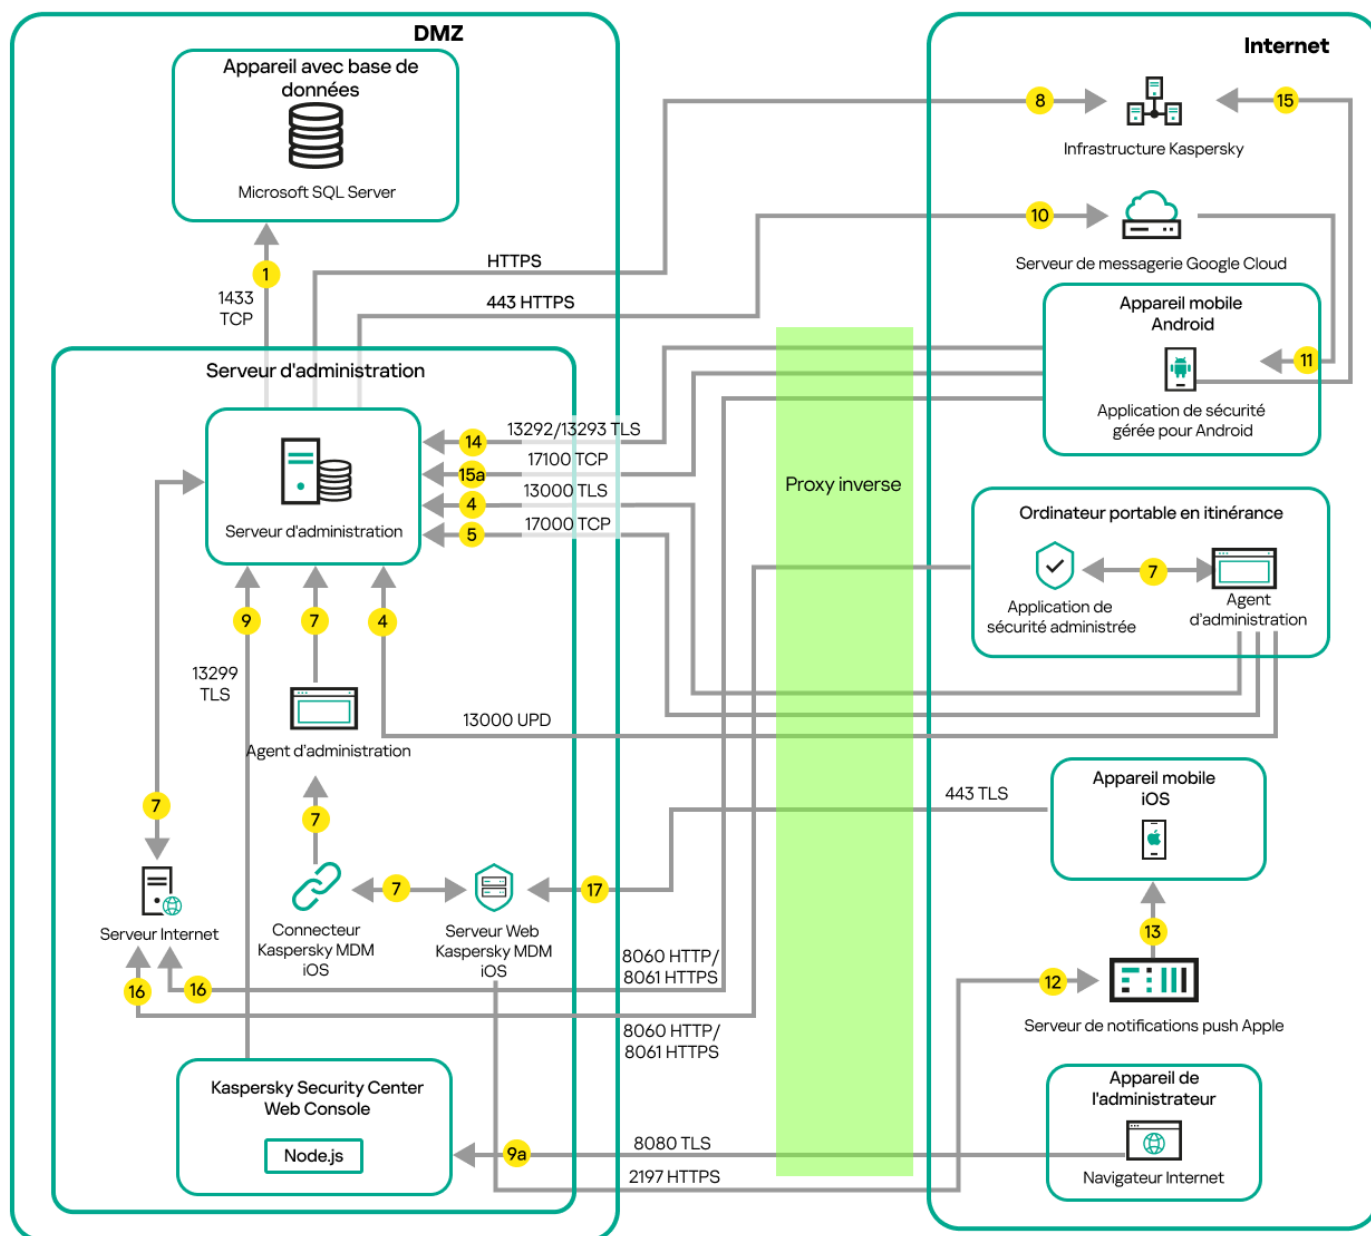 DMZ
Internet
Appareil avec base de
données
Microsoft SQL Server
8
15
Infrastructure Kaspersky
1
1433
TCP
HTTPS
443 HTTPS
10
Serveur de messagerie Google Cloud
Appareil mobile
Android
11
Application de sécurité
gérée pour Android
Serveur d'administration
Serveur d'administration
14
13292/13293 TLS
15a
17100 TCP
4
13000 TLS
5
17000 TCP
Proxy inverse
Ordinateur portable en itinérance
7
Application de
sécurité administrée
Agent
d'administration
9
7
4
13299
TLS
13000 UPD
Agent d'administration
7
7
Serveur Internet
Connecteur
Kaspersky MDM
iOS
7
Serveur Web
Kaspersky MDM
iOS
17
443 TLS
Appareil mobile
iOS
13
16
16
8060 HTTP/
8061 HTTPS
8060 HTTP/
8061 HTTPS
12
Serveur de notifications push Apple
Kaspersky Security Center
Web Console
Node.js
9a
8080 TLS
2197 HTTPS
Appareil de
l'administrateur
Navigateur Internet